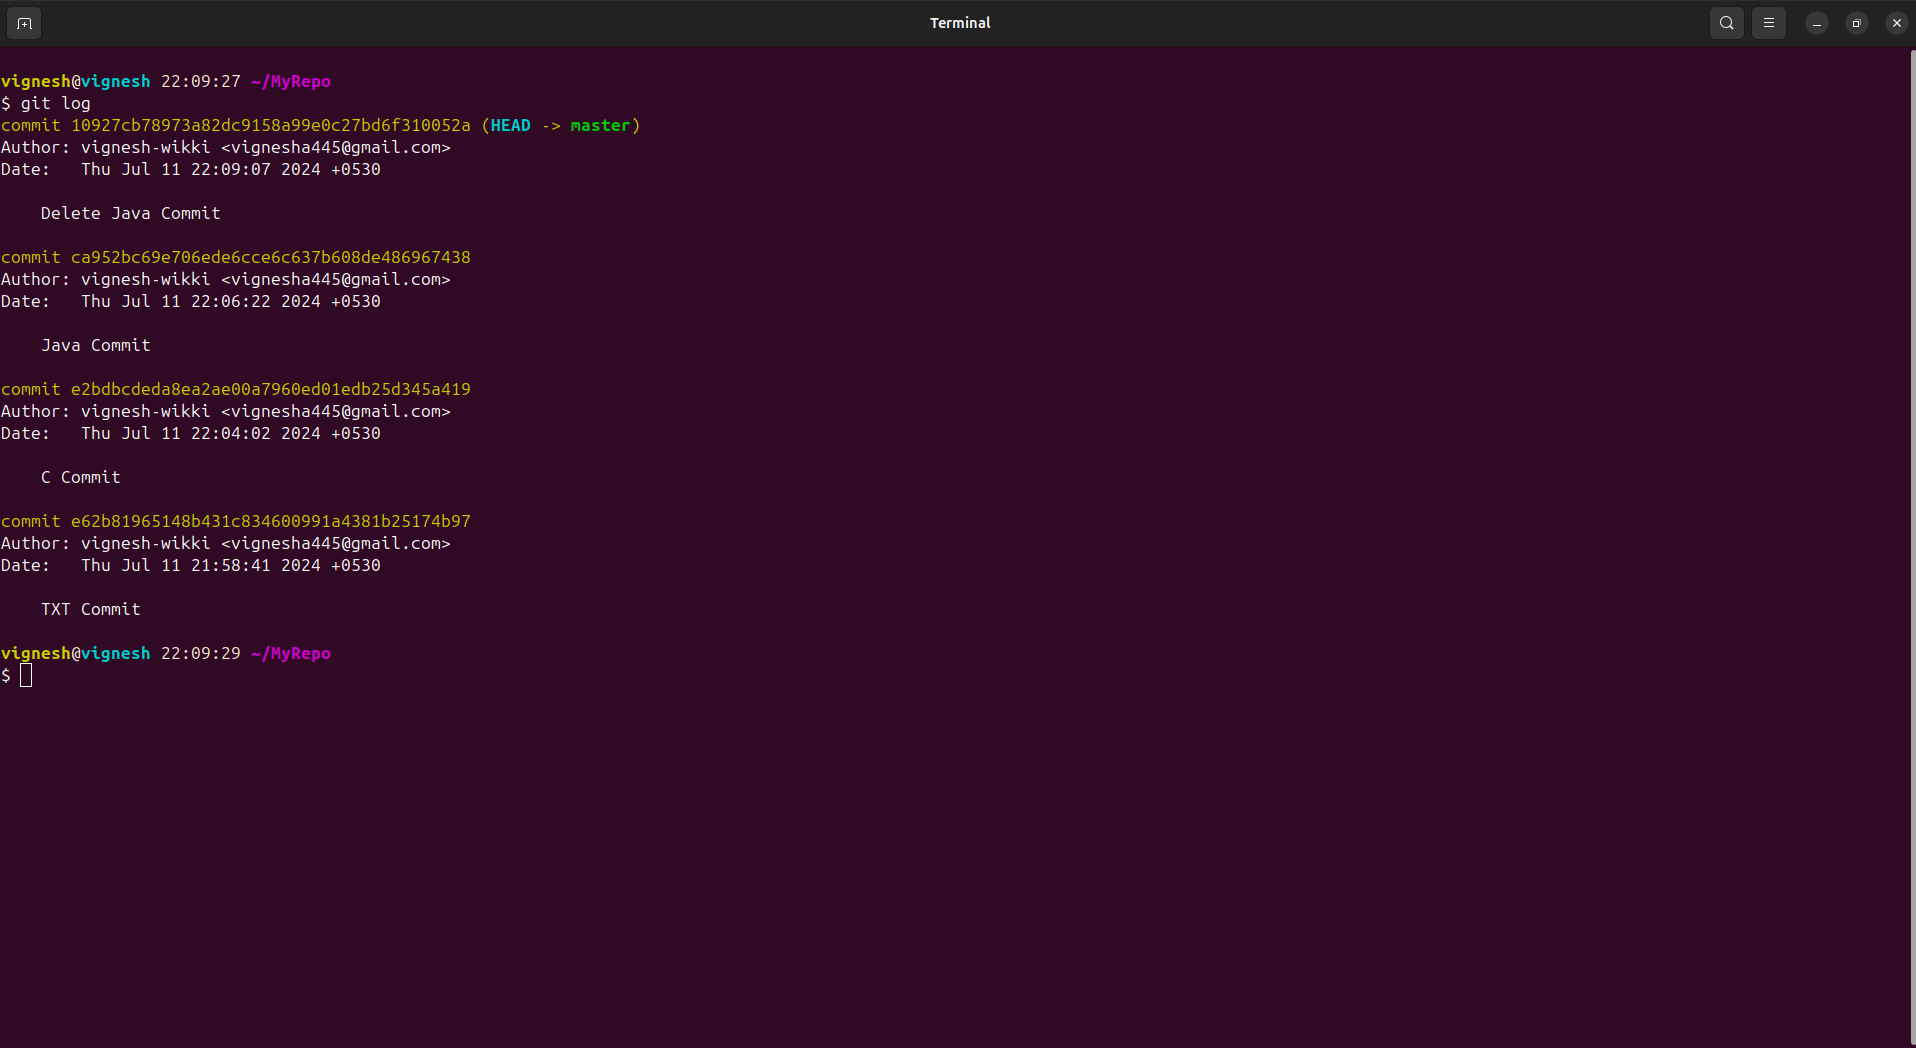 Terminal
vignesh@vignesh 22:09:27 ~/MyRepo
$ git log
commit 10927cb78973a82dc9158a99e0c27bd6f310052a (HEAD -> master)
Author: vignesh-wikki <vignesha445@gmail.com>
Date:   Thu Jul 11 22:09:07 2024 +0530
    Delete Java Commit
commit ca952bc69e706ede6cce6c637b608de486967438
Author: vignesh-wikki <vignesha445@gmail.com>
Date:   Thu Jul 11 22:06:22 2024 +0530
    Java Commit
commit e2bdbcdeda8ea2ae00a7960ed01edb25d345a419
Author: vignesh-wikki <vignesha445@gmail.com>
Date:   Thu Jul 11 22:04:02 2024 +0530
    C Commit
commit e62b81965148b431c834600991a4381b25174b97
Author: vignesh-wikki <vignesha445@gmail.com>
Date:   Thu Jul 11 21:58:41 2024 +0530
    TXT Commit
vignesh@vignesh 22:09:29 ~/MyRepo
$